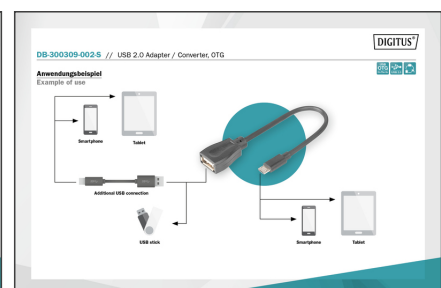 DIGITUS®
DB-300309-002-S // USB 2.0 Adapter / Converter, OTG
Anwendungsbeispiel
Example of use
OTG
Smartphone
Tablet
Additional USB connection
USB stick
Smartphone
Tablet